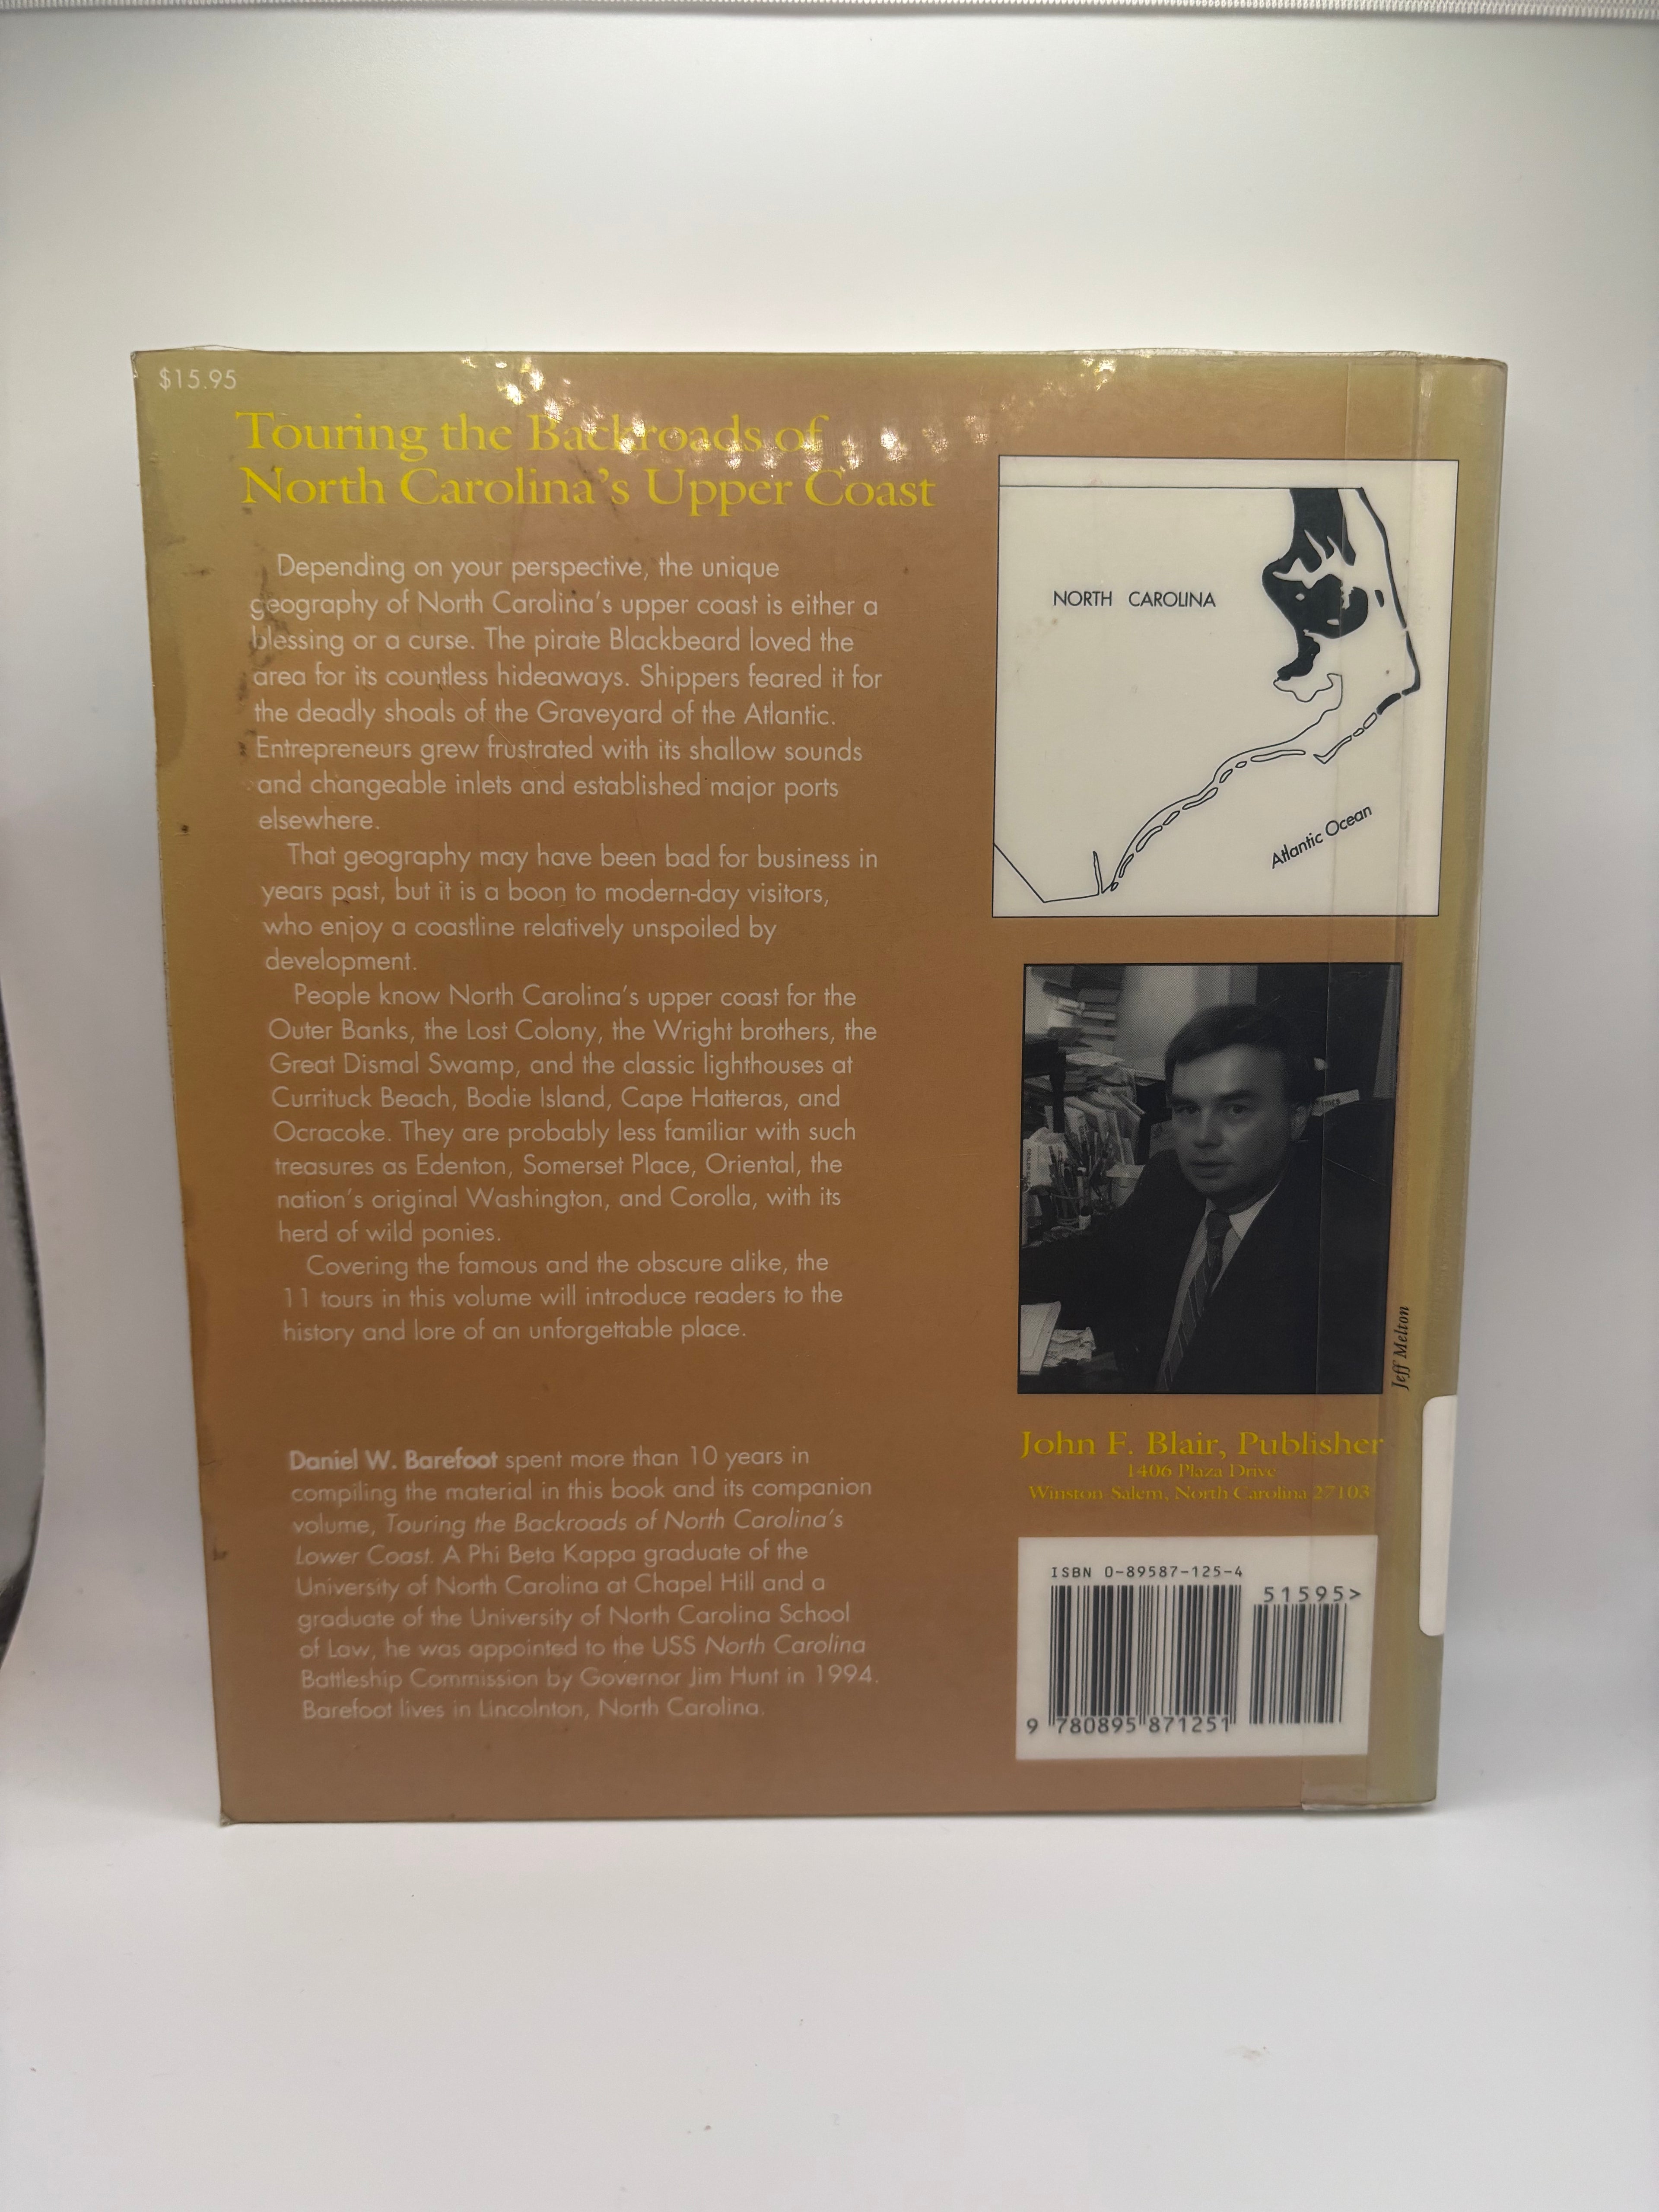 $15.95
Touring the Backroads of
North Carolina's Upper Coast
Depending on your perspective, the unique
geography of North Carolina's upper coast is either a
blessing or a curse. The pirate Blackbeard loved the
area for its countless hideaways. Shippers feared it for
the deadly shoals of the Graveyard of the Atlantic.
Entrepreneurs grew frustrated with its shallow sounds
and changeable inlets and established major ports
elsewhere.
That geography may have been bad for business in
years past, but it is a boon to modern-day visitors,
who enjoy a coastline relatively unspoiled by
development.
People know North Carolina's upper coast for the
Outer Banks, the Lost Colony, the Wright brothers, the
Great Dismal Swamp, and the classic lighthouses at
Currituck Beach, Bodie Island, Cape Hatteras, and
Ocracoke. They are probably less familiar with such
treasures as Edenton, Somerset Place, Oriental, the
nation's original Washington, and Corolla, with its
herd of wild ponies.
Covering the famous and the obscure alike, the
11 tours in this volume will introduce readers to the
history and lore of an unforgettable place.
Daniel W. Barefoot spent more than 10 years in
compiling the material in this book and its companion
volume, Touring the Backroads of North Carolina's
Lower Coast. A Phi Beta Kappa graduate of the
University of North Carolina at Chapel Hill and a
graduate of the University of North Carolina School
of Law, he was appointed to the USS North Carolina
Battleship Commission by Governor Jim Hunt in 1994.
Barefoot lives in Lincolnton, North Carolina.
NORTH CAROLINA
Atlantic Ocean
Jeff Melton
John F. Blair, Publisher
1406 Plaza Drive
Winston-Salem, North Carolina 27103
ISBN 0-89587-125-4
51595>
9 780895 871251